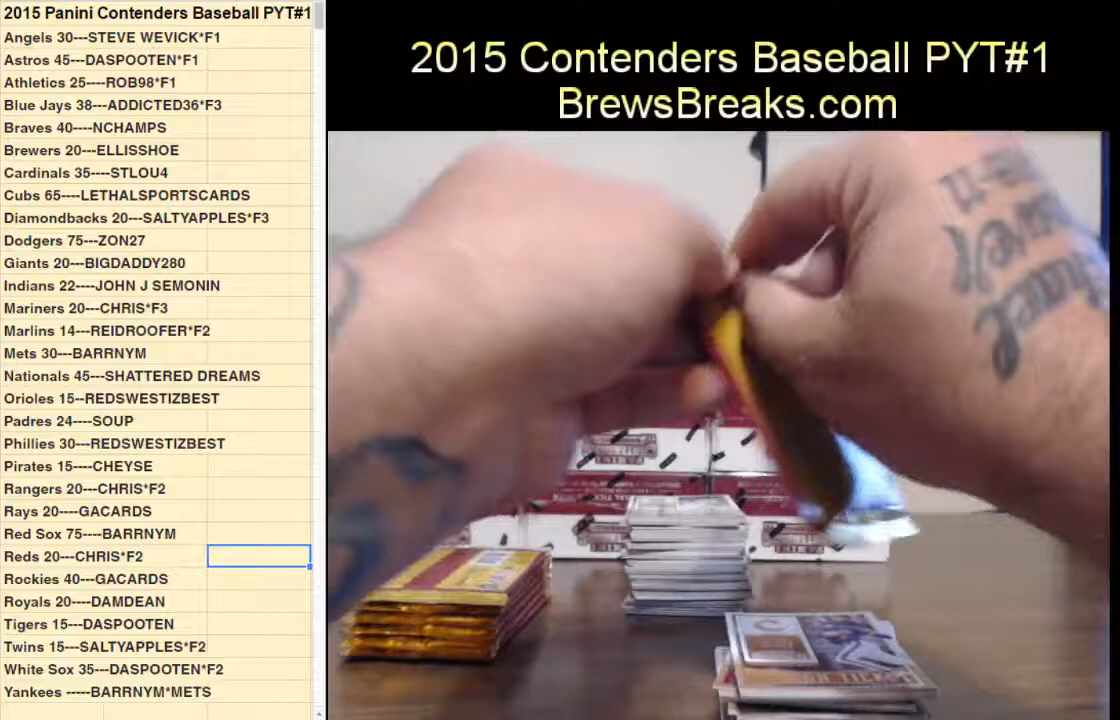 2015 Panini Contenders Baseball PYT#1
Angels 30---STEVE WEVICK*F1
Astros 45---DASPOOTEN*F1
Athletics 25----ROB98*F1
Blue Jays 38---ADDICTED36*F3
Braves 40----NCHAMPS
Brewers 20---ELLISSHOE
Cardinals 35----STLOU4
Cubs 65----LETHALSPORTSCARDS
Diamondbacks 20---SALTYAPPLES*F3
Dodgers 75---ZON27
Giants 20---BIGDADDY280
Indians 22----JOHN J SEMONIN
Mariners 20---CHRIS*F3
Marlins 14---REIDROOFER*F2
Mets 30---BARRNYM
Nationals 45---SHATTERED DREAMS
Orioles 15--REDSWESTIZBEST
Padres 24----SOUP
Phillies 30---REDSWESTIZBEST
Pirates 15----CHEYSE
Rangers 20---CHRIS*F2
Rays 20----GACARDS
Red Sox 75----BARRNYM
Reds 20---CHRIS*F2
Rockies 40---GACARDS
Royals 20----DAMDEAN
Tigers 15---DASPOOTEN
Twins 15---SALTYAPPLES*F2
White Sox 35---DASPOOTEN*F2
Yankees -----BARRNYM*METS
2015 Contenders Baseball PYT#1
BrewsBreaks.com